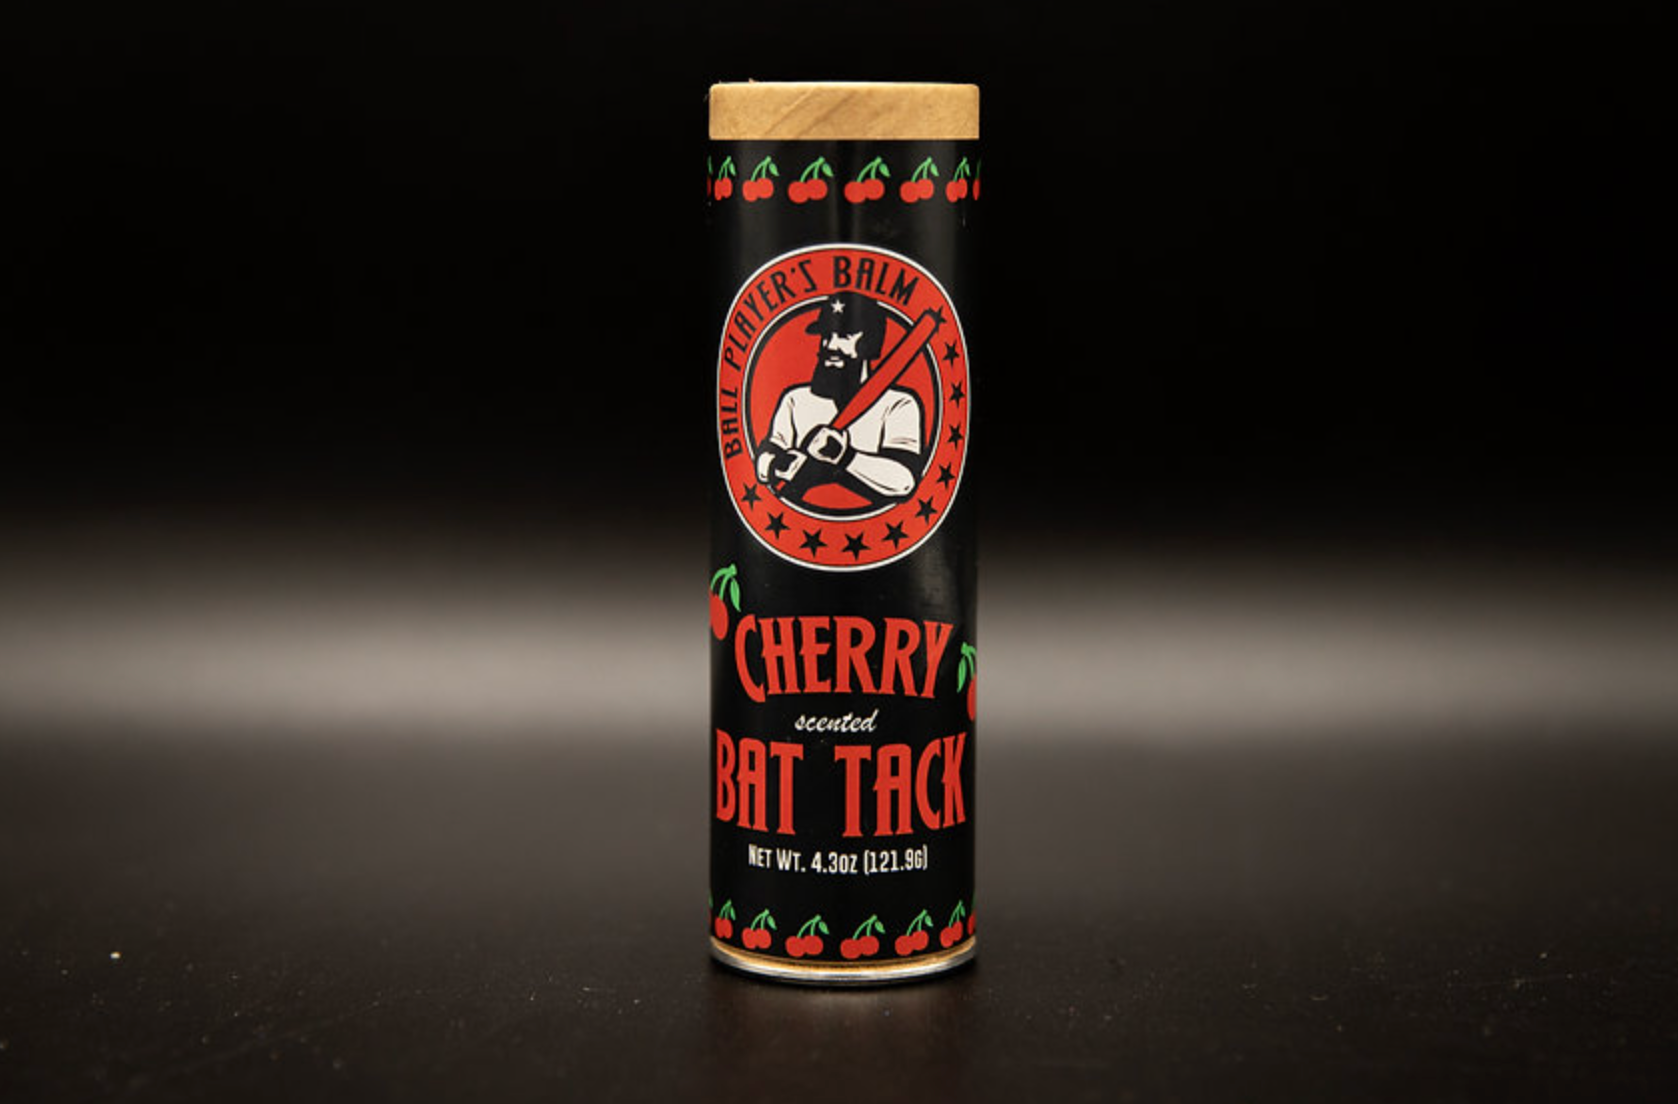 BALL PLAYER'S BALM
CHERRY
scented
BAT TACK
NET WT. 4.3OZ (121.9G)